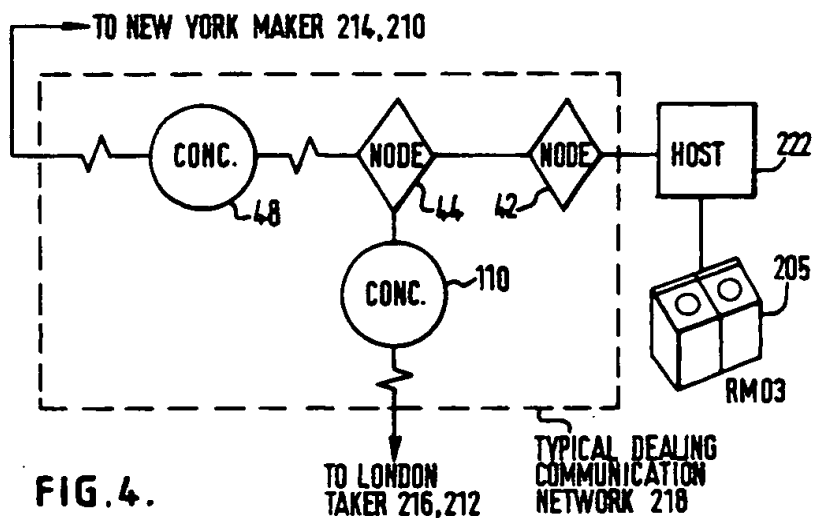 TO NEW YORK MAKER 214,210
CONC.
NODE
NODE
HOST
222
48
44
42
CONC.
110
205
RM03
TO LONDON
TAKER 216,212
TYPICAL DEALING
COMMUNICATION
NETWORK 218
FIG.4.